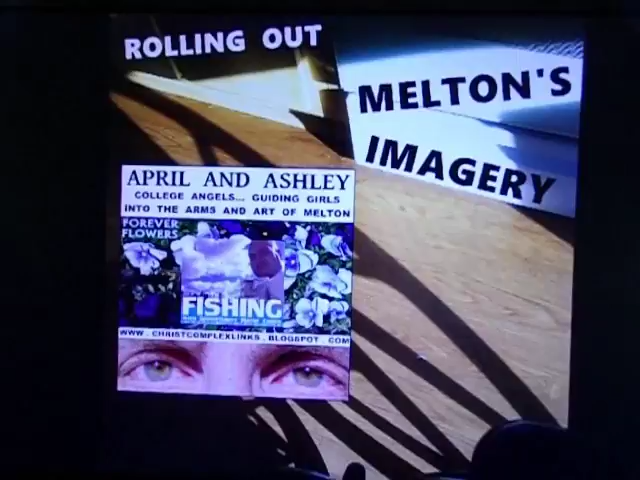 ROLLING OUT
MELTON'S
IMAGERY
APRIL AND ASHLEY
COLLEGE ANGELS... GUIDING GIRLS
INTO THE ARMS AND ART OF MELTON
FOREVER
FLOWERS
FISHING
WWW.CHRISTCOMPLEXLINKS.BLOGSPOT.COM